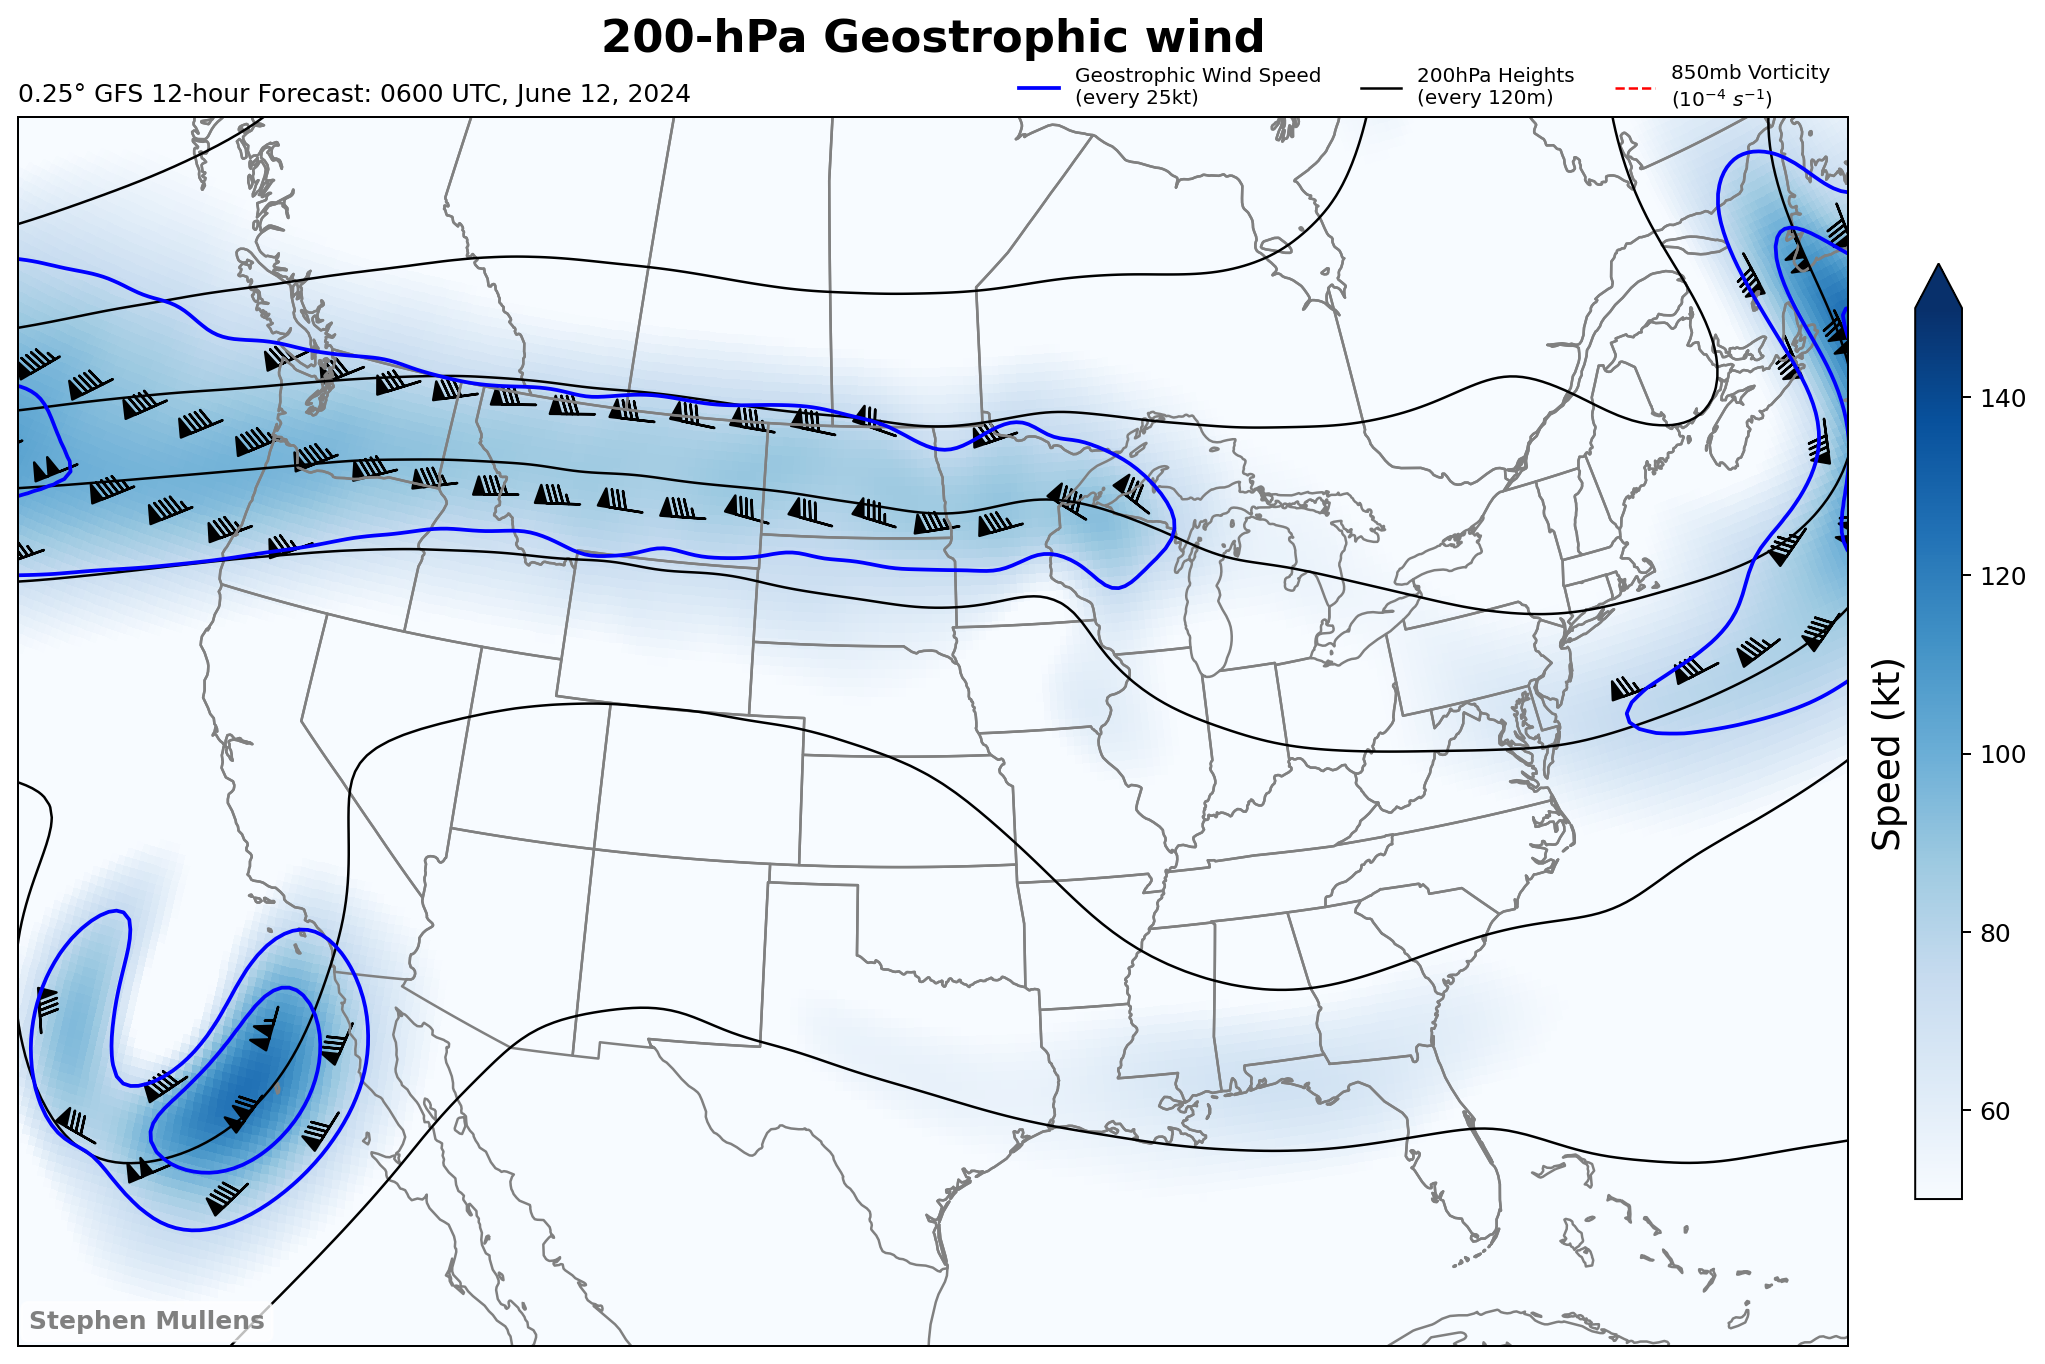 200-hPa Geostrophic wind
0.25° GFS 12-hour Forecast: 0600 UTC, June 12, 2024
Geostrophic Wind Speed
(every 25kt)
200hPa Heights
(every 120m)
850mb Vorticity
(10⁻⁴ s⁻¹)
140
120
100
80
60
Speed (kt)
Stephen Mullens